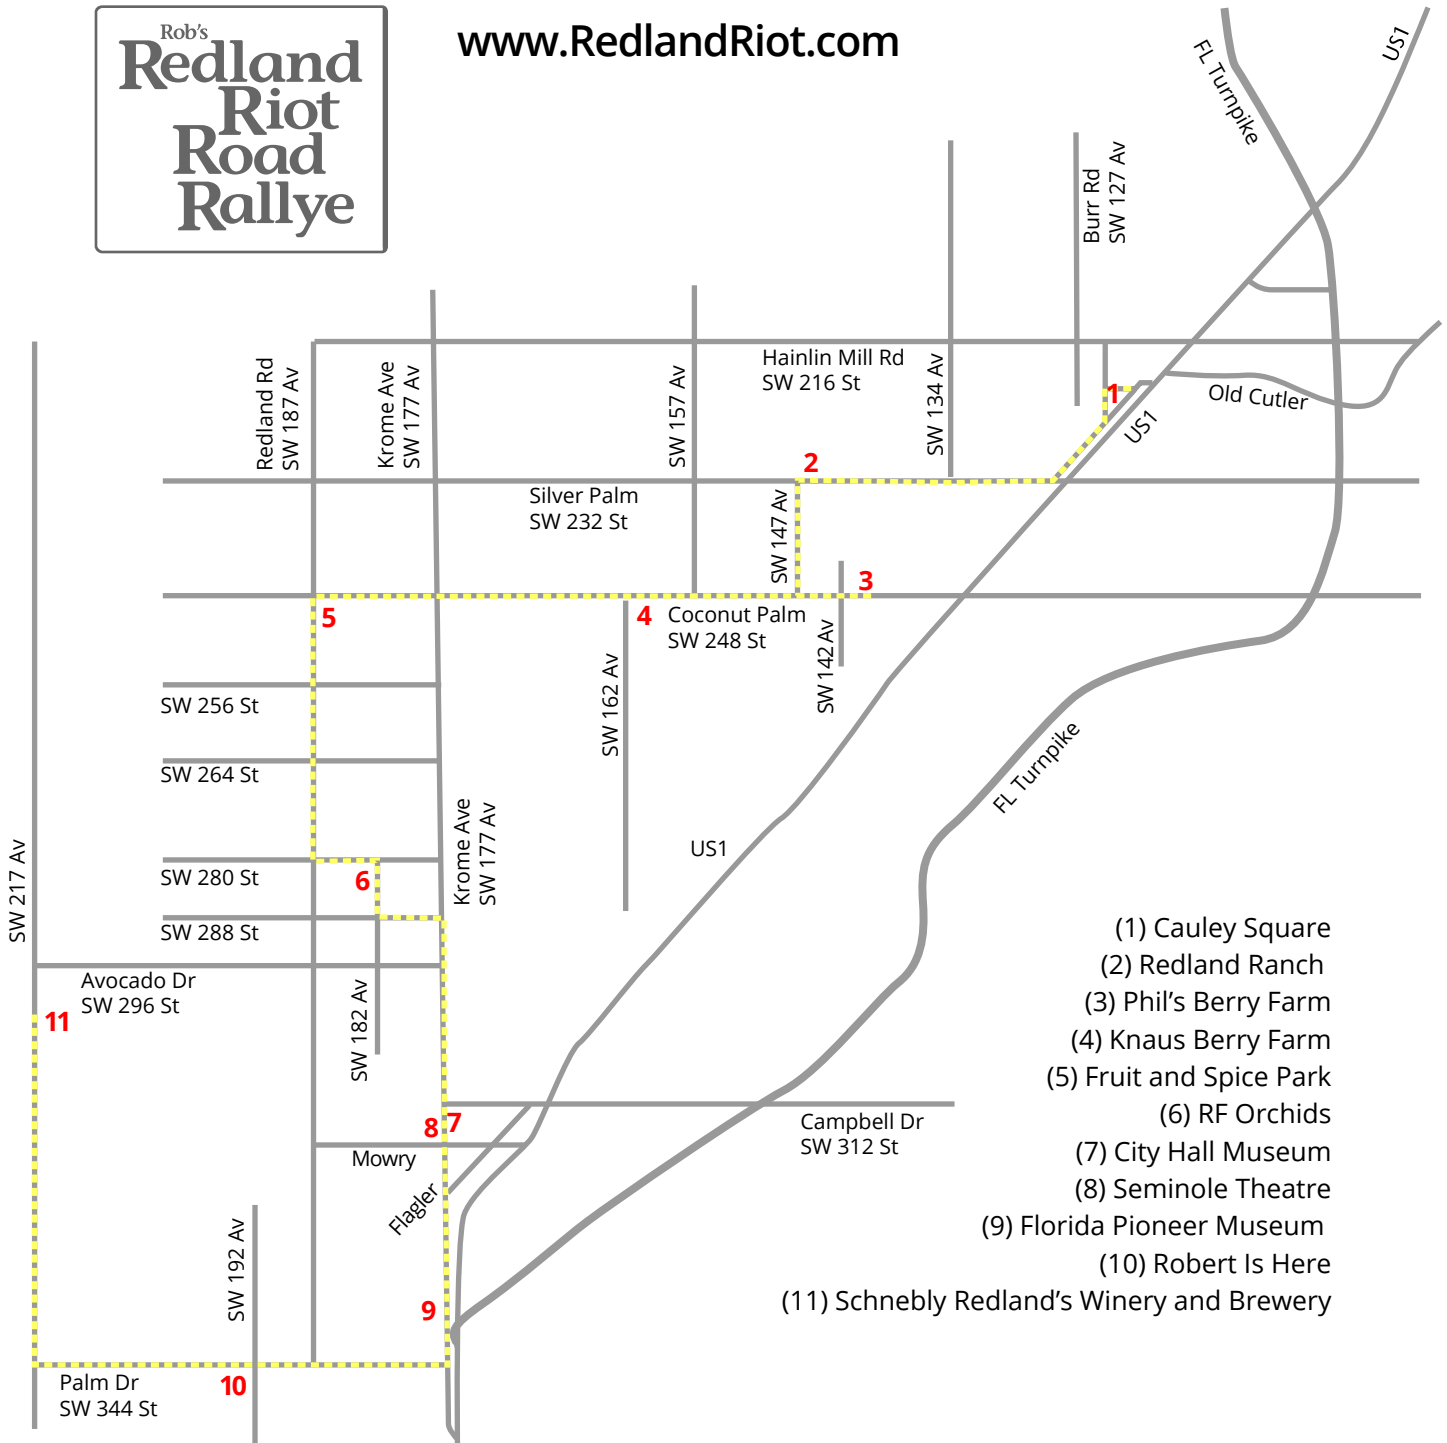 Rob's
Redland
Riot
Road
Rallye
www.RedlandRiot.com
FL Turnpike
US1
Burr Rd
SW 127 Av
Redland Rd
SW 187 Av
Krome Ave
SW 177 Av
SW 157 Av
Hainlin Mill Rd
SW 216 St
SW 134 Av
1
US1
Old Cutler
2
Silver Palm
SW 232 St
SW 147 Av
3
5
4
Coconut Palm
SW 248 St
SW 142 Av
SW 162 Av
SW 256 St
SW 264 St
FL Turnpike
Krome Ave
SW 177 Av
US1
SW 217 Av
SW 280 St
6
SW 288 St
Avocado Dr
SW 296 St
11
SW 182 Av
8
7
Campbell Dr
SW 312 St
Mowry
Flagler
SW 192 Av
9
10
Palm Dr
SW 344 St
(1) Cauley Square
(2) Redland Ranch
(3) Phil’s Berry Farm
(4) Knaus Berry Farm
(5) Fruit and Spice Park
(6) RF Orchids
(7) City Hall Museum
(8) Seminole Theatre
(9) Florida Pioneer Museum
(10) Robert Is Here
(11) Schnebly Redland’s Winery and Brewery